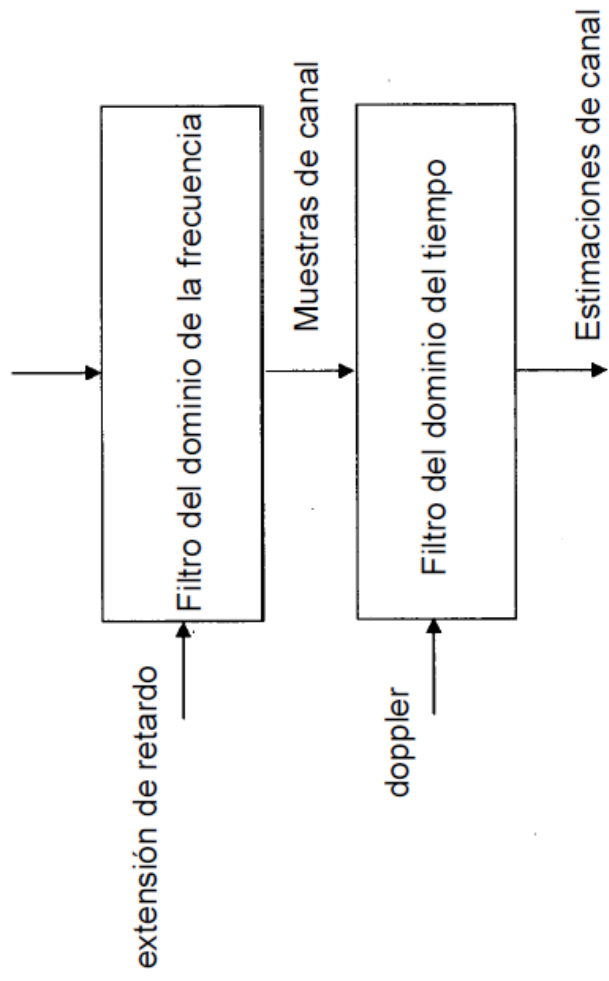 extensión de retardo
Filtro del dominio de la frecuencia
Muestras de canal
doppler
Filtro del dominio del tiempo
Estimaciones de canal